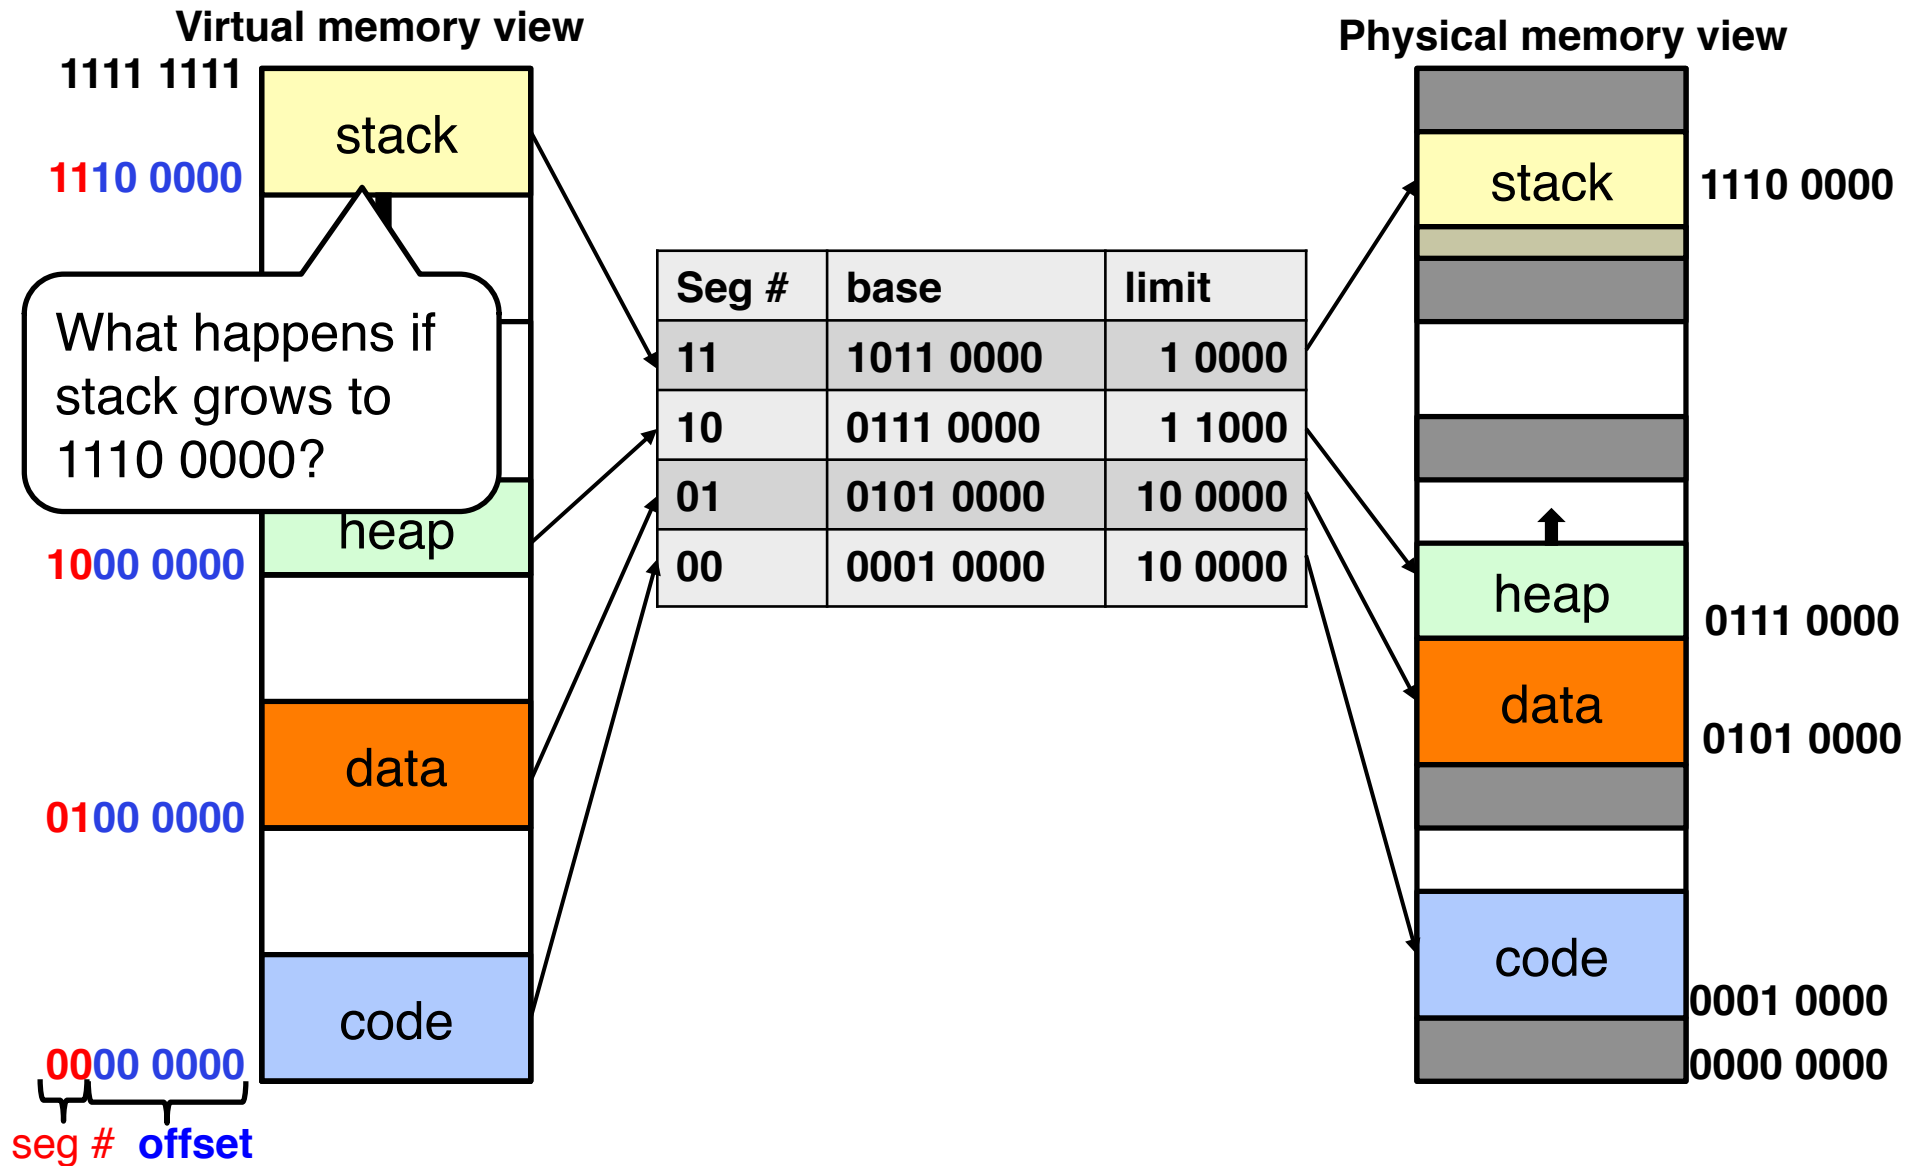 Virtual memory view
1111 1111
stack
1110 0000
What happens if
stack grows to
1110 0000?
heap
1000 0000
data
0100 0000
code
0000 0000
seg # offset
Seg # base limit
11 1011 0000 1 0000
10 0111 0000 1 1000
01 0101 0000 10 0000
00 0001 0000 10 0000
Physical memory view
stack
1110 0000
heap
0111 0000
data
0101 0000
code
0001 0000
0000 0000